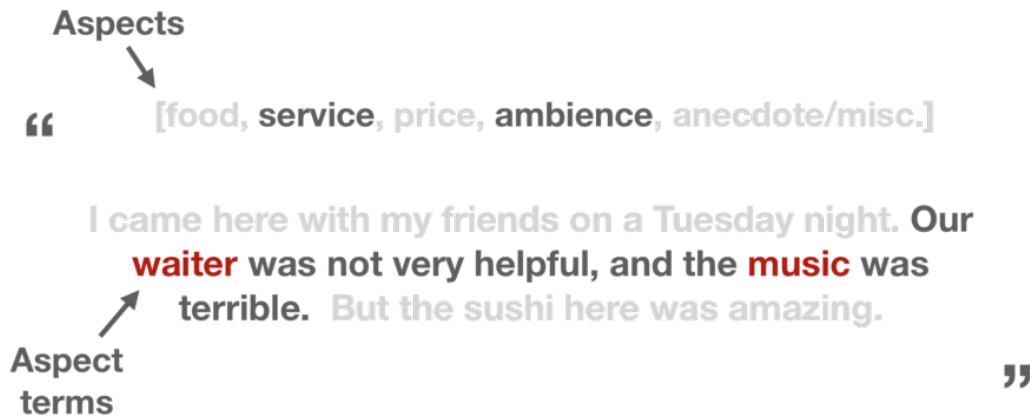 Aspects
[food, service, price, ambience, anecdote/misc.]
“
I came here with my friends on a Tuesday night. Our
waiter was not very helpful, and the music was
terrible. But the sushi here was amazing.
Aspect
terms
”